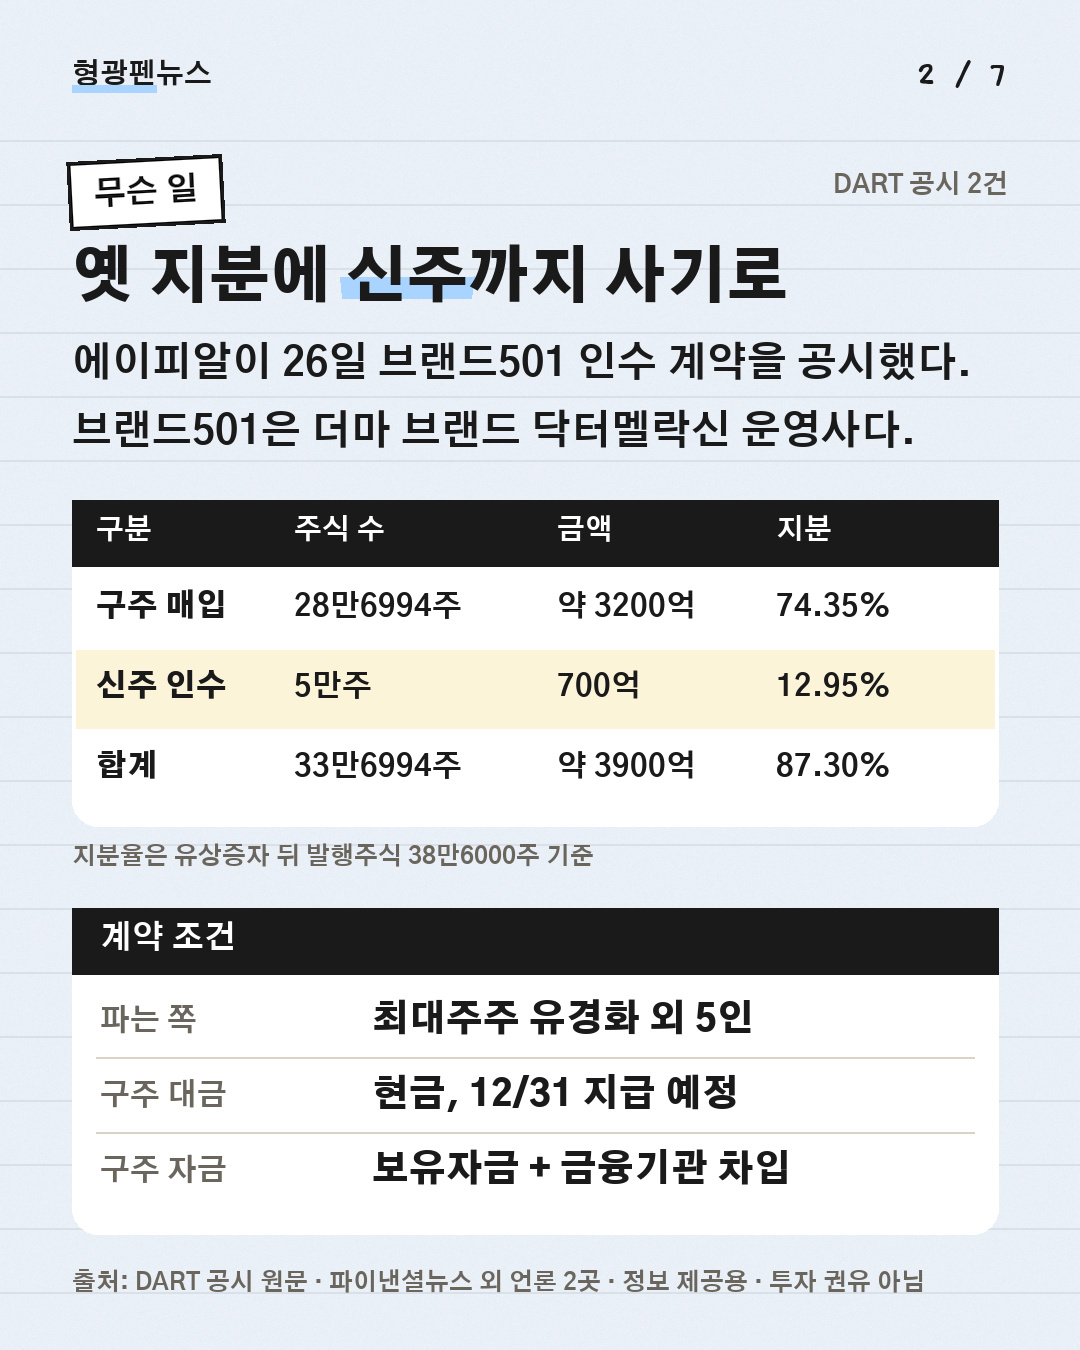 형광펜뉴스
2 / 7
무슨 일
DART 공시 2건
옛 지분에 신주까지 사기로
에이피알이 26일 브랜드501 인수 계약을 공시했다.
브랜드501은 더마 브랜드 닥터멜락신 운영사다.
구분 주식 수 금액 지분
구주 매입 28만6994주 약 3200억 74.35%
신주 인수 5만주 700억 12.95%
합계 33만6994주 약 3900억 87.30%
지분율은 유상증자 뒤 발행주식 38만6000주 기준
계약 조건
파는 쪽 최대주주 유경화 외 5인
구주 대금 현금, 12/31 지급 예정
구주 자금 보유자금 + 금융기관 차입
출처: DART 공시 원문 · 파이낸셜뉴스 외 언론 2곳 · 정보 제공용 · 투자 권유 아님